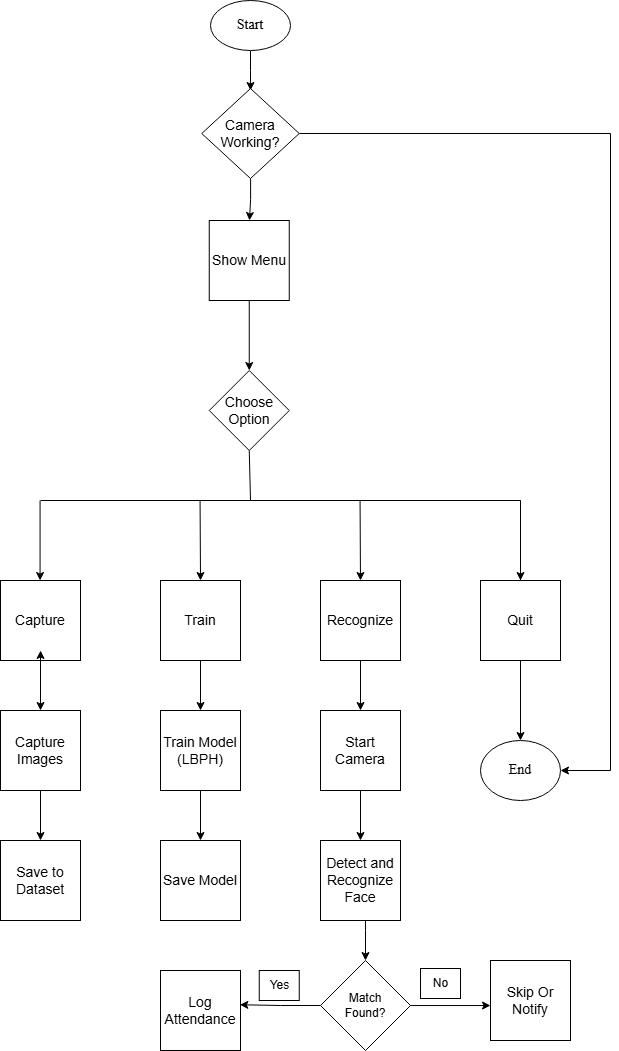 Start
Camera
Working?
Show Menu
Choose
Option
Capture
Train
Recognize
Quit
Capture
Images
Train Model
(LBPH)
Start
Camera
End
Save to
Dataset
Save Model
Detect and
Recognize
Face
Yes
No
Log
Attendance
Match
Found?
Skip Or
Notify